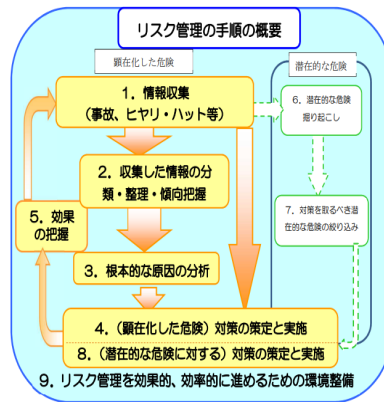 リスク管理の手順の概要
顕在化した危険
潜在的な危険
1．情報収集
（事故、ヒヤリ・ハット等）
6．潜在的な危険
掘り起こし
2．収集した情報の分
類・整理・傾向把握
5．効果
の把握
7．対策を取るべき潜
在的な危険の絞り込み
3．根本的な原因の分析
4．（顕在化した危険）対策の策定と実施
8．（潜在的な危険に対する）対策の策定と実施
9．リスク管理を効果的、効率的に進めるための環境整備